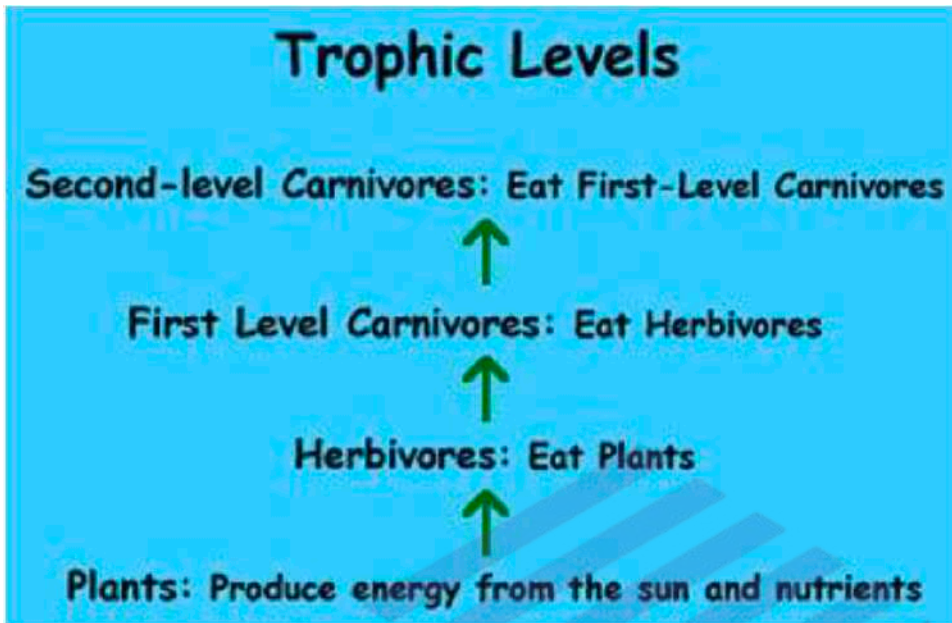 Trophic Levels
Second-level Carnivores: Eat First-Level Carnivores
First Level Carnivores: Eat Herbivores
Herbivores: Eat Plants
Plants: Produce energy from the sun and nutrients